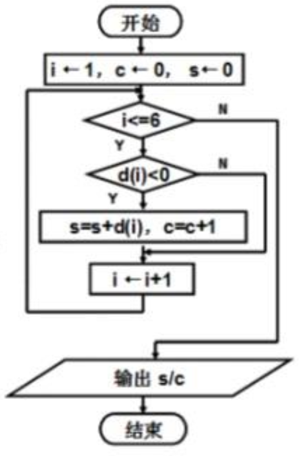 开始
i ← 1, c ← 0, s ← 0
i<=6
N
Y
d(i)<0
N
Y
s=s+d(i), c=c+1
i ← i+1
输出 s/c
结束